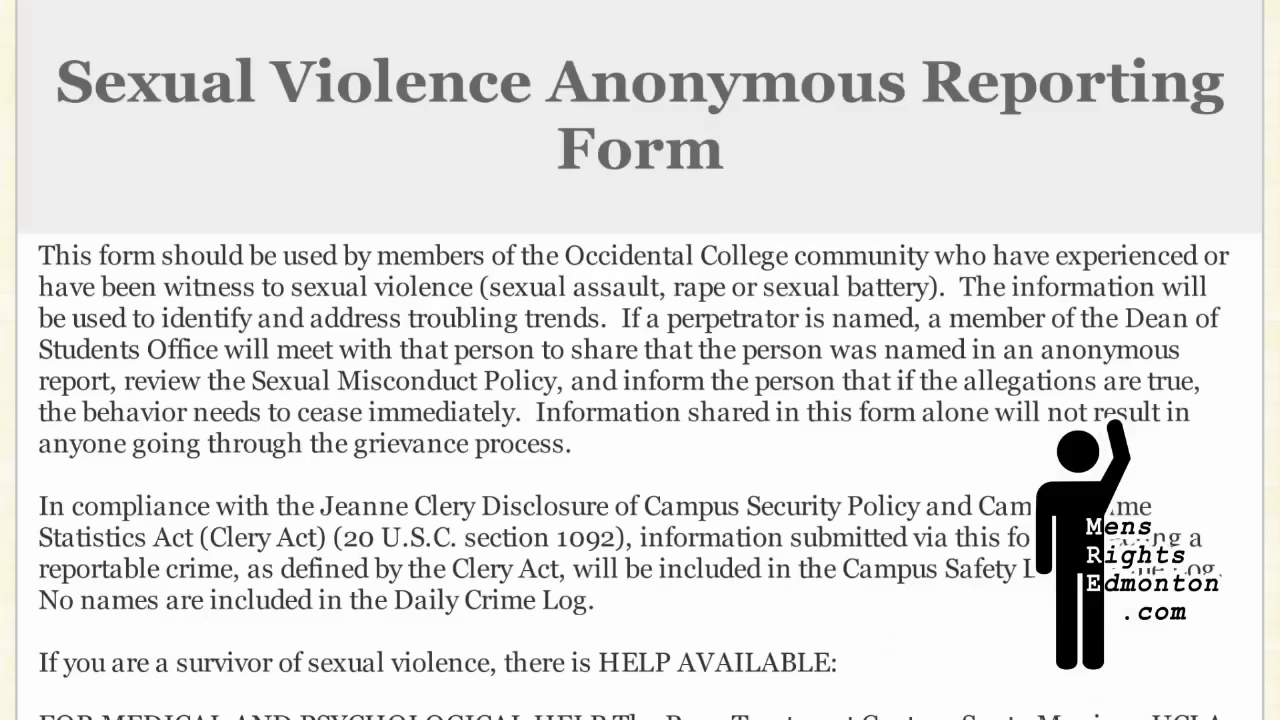 Sexual Violence Anonymous Reporting
Form
This form should be used by members of the Occidental College community who have experienced or
have been witness to sexual violence (sexual assault, rape or sexual battery).  The information will
be used to identify and address troubling trends.  If a perpetrator is named, a member of the Dean of
Students Office will meet with that person to share that the person was named in an anonymous
report, review the Sexual Misconduct Policy, and inform the person that if the allegations are true,
the behavior needs to cease immediately.  Information shared in this form alone will not result in
anyone going through the grievance process.
In compliance with the Jeanne Clery Disclosure of Campus Security Policy and
Statistics Act (Clery Act) (20 U.S.C. section 1092), information submitted via this a
reportable crime, as defined by the Clery Act, will be included in the Campus Safety
No names are included in the Daily Crime Log.
If you are a survivor of sexual violence, there is HELP AVAILABLE:
Mens
Rights
Edmonton
.com